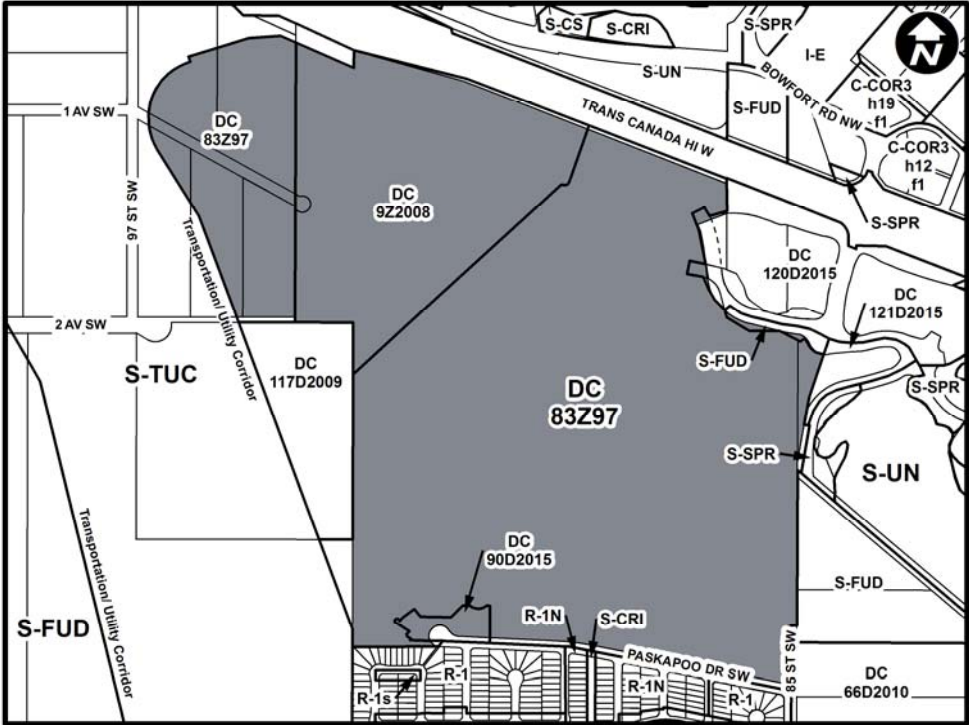 S-CS
S-CRI
S-SPR
I-E
N
S-UN
BOWFORT RD NW
C-COR3
h19
f1
S-FUD
1 AV SW
DC
83Z97
TRANS CANADA HI W
C-COR3
h12
f1
DC
9Z2008
S-SPR
97 ST SW
Transportation/ Utility Corridor
DC
120D2015
DC
121D2015
2 AV SW
S-TUC
DC
117D2009
S-FUD
DC
83Z97
S-SPR
S-SPR
S-UN
Transportation/ Utility Corridor
DC
90D2015
S-FUD
S-FUD
R-1N
S-CRI
PASKAPOO DR SW
85 ST SW
R-1s
R-1
R-1N
R-1
DC
66D2010